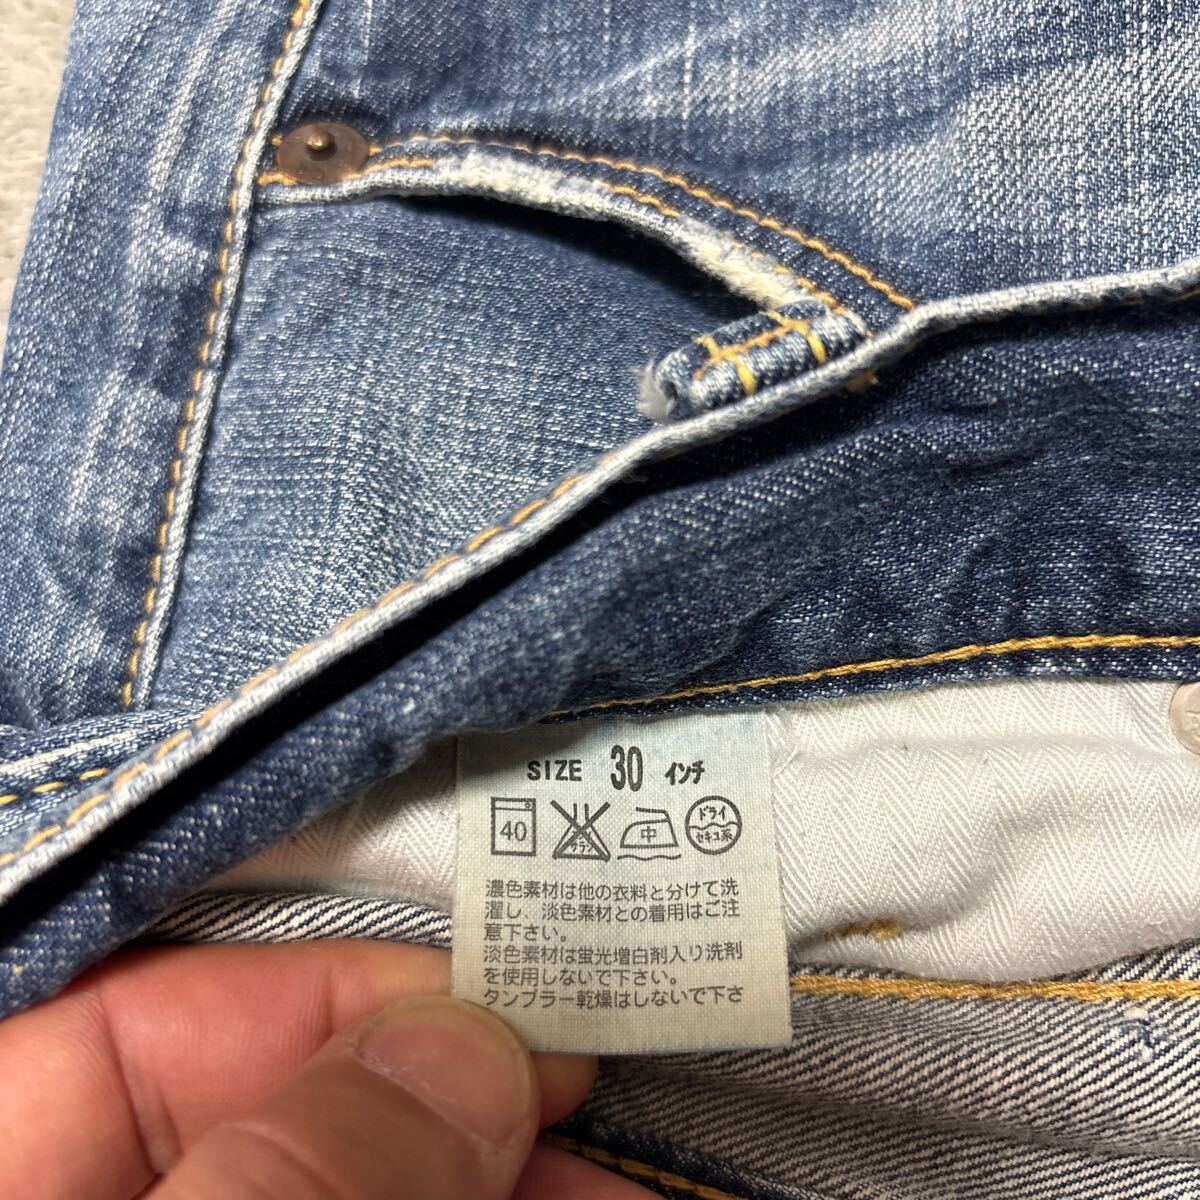 SIZE 30 インチ
40 サラシ 中 ドライ セキユ系
濃色素材は他の衣料と分けて洗
濯し、淡色素材との着用はご注
意下さい。
淡色素材は蛍光増白剤入り洗剤
を使用しないで下さい。
タンブラー乾燥はしないで下さ